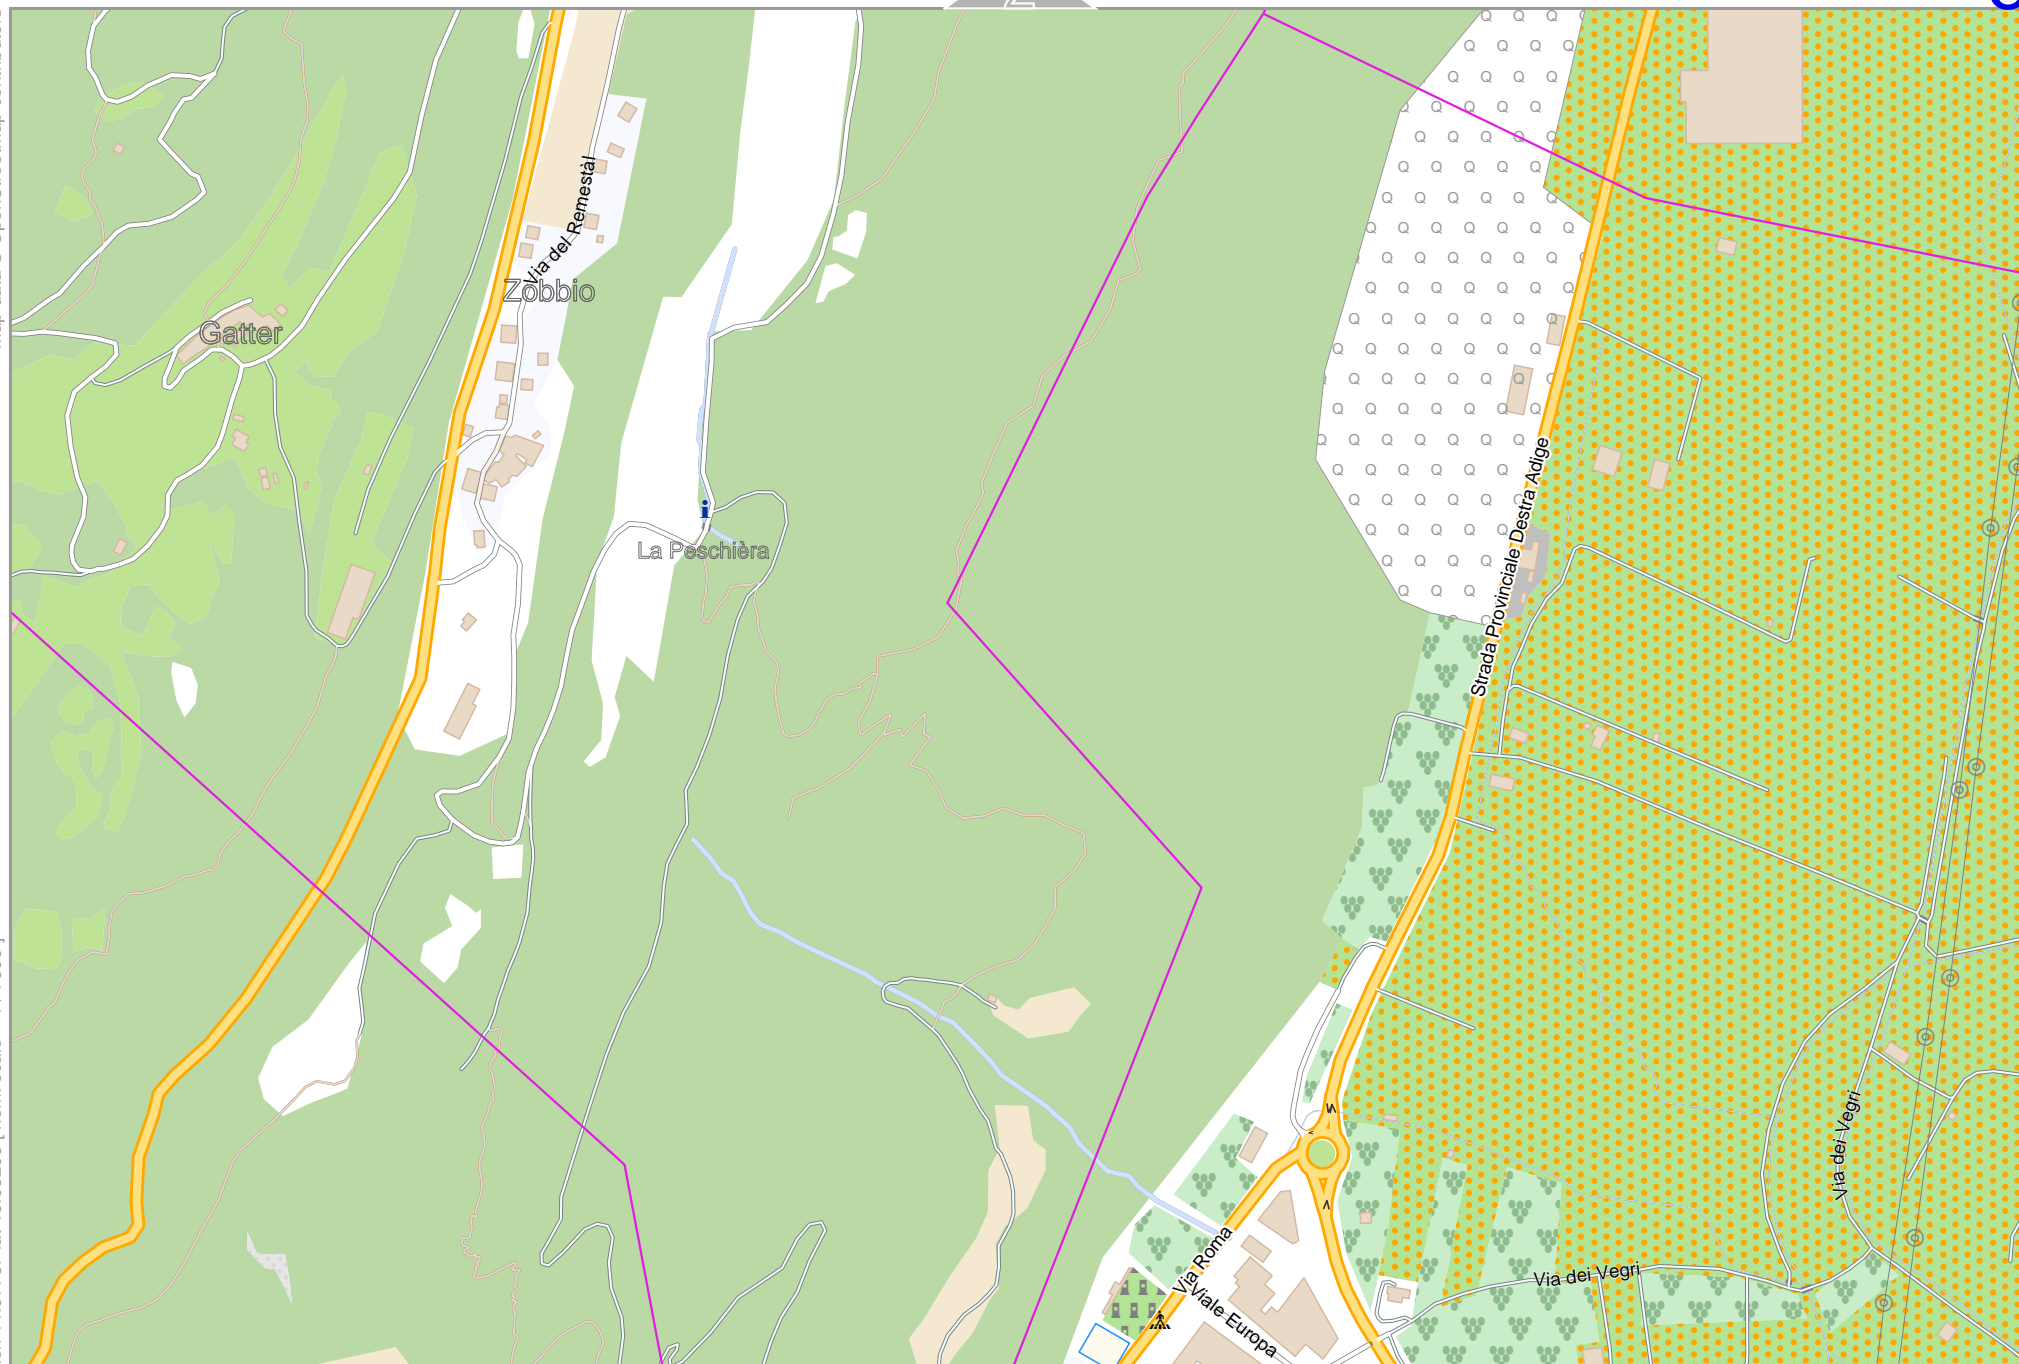 Via del Remestàl
Zobbio
Gatter
La Peschièra
Strada Provinciale Destra Adige
Via dei Vegri
Via dei Vegri
Via Roma
Viale Europa